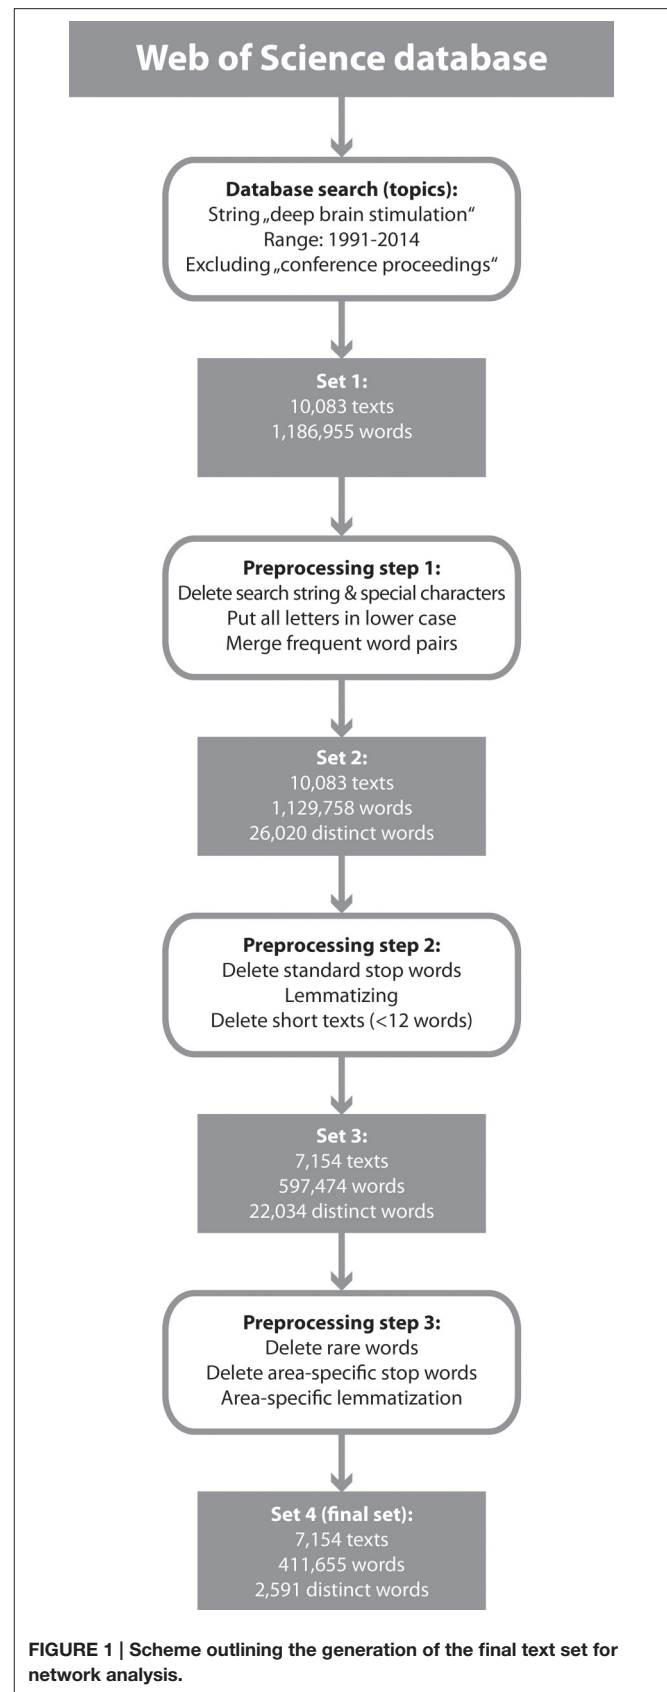 Web of Science database
Database search (topics):
String „deep brain stimulation“
Range: 1991-2014
Excluding „conference proceedings“
Set 1:
10,083 texts
1,186,955 words
Preprocessing step 1:
Delete search string & special characters
Put all letters in lower case
Merge frequent word pairs
Set 2:
10,083 texts
1,129,758 words
26,020 distinct words
Preprocessing step 2:
Delete standard stop words
Lemmatizing
Delete short texts (<12 words)
Set 3:
7,154 texts
597,474 words
22,034 distinct words
Preprocessing step 3:
Delete rare words
Delete area-specific stop words
Area-specific lemmatization
Set 4 (final set):
7,154 texts
411,655 words
2,591 distinct words
FIGURE 1 | Scheme outlining the generation of the final text set for
network analysis.